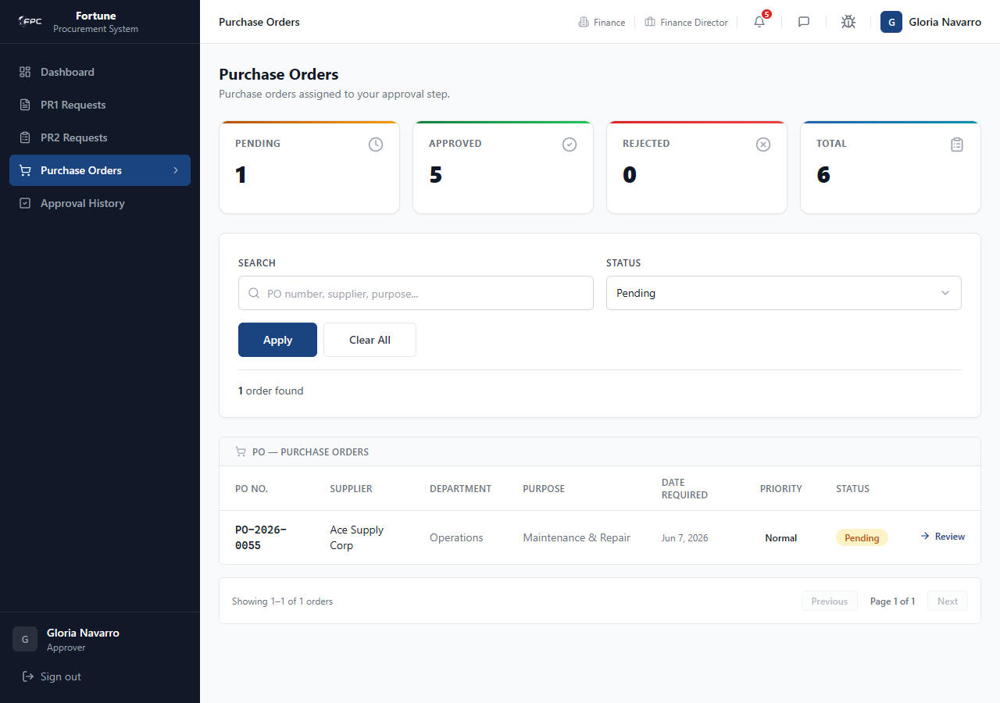 FPC
Fortune
Procurement System
Dashboard
PR1 Requests
PR2 Requests
Purchase Orders
Approval History
Gloria Navarro
Approver
G
Sign out
Purchase Orders
Finance
Finance Director
5
G
Gloria Navarro
Purchase Orders
Purchase orders assigned to your approval step.
PENDING
1
APPROVED
5
REJECTED
0
TOTAL
6
SEARCH
PO number, supplier, purpose...
STATUS
Pending
Apply
Clear All
1 order found
PO — PURCHASE ORDERS
PO NO. SUPPLIER DEPARTMENT PURPOSE DATE REQUIRED PRIORITY STATUS
PO-2026-0055 Ace Supply Corp Operations Maintenance & Repair Jun 7, 2026 Normal Pending Review
Showing 1–1 of 1 orders
Previous
Page 1 of 1
Next